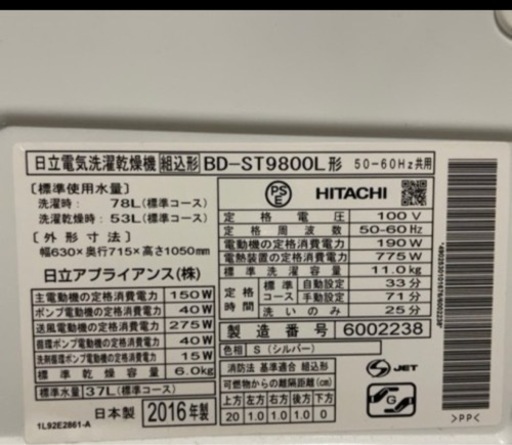 日立電気洗濯乾燥機 組込形 BD-ST9800L形 50-60Hz共用
〔標準使用水量〕
洗濯時: 78L(標準コース)
洗濯乾燥時: 53L(標準コース)
〔外形寸法〕
幅630×奥行715×高さ1050mm
日立アプライアンス(株)
主電動機の定格消費電力 150W
ポンプ電動機の定格消費電力 40W
送風電動機の定格消費電力 275W
循環ポンプ電動機の定格消費電力 40W
洗剤循環ポンプ電動機の定格消費電力 15W
標準乾燥容量 6.0kg
標準水量 37L(標準コース)
日本製 2016年製
1L92E2861-A
PS
E
HITACHI
定格電圧 100V
定格周波数 50-60Hz
電動機の定格消費電力 190W
電熱装置の定格消費電力 775W
標準洗濯容量 11.0kg
定格時間 標準コース 自動設定 33分
手動設定 71分
洗いのみ 25分
製造番号 6002238
色相 S(シルバー)
消防法 基準適合 組込形
可燃物からの離隔距離(cm)
上方 左方 右方 前方 後方 下方
20 1.0 1.0 0 1.0 0
S JET
G
>PP<